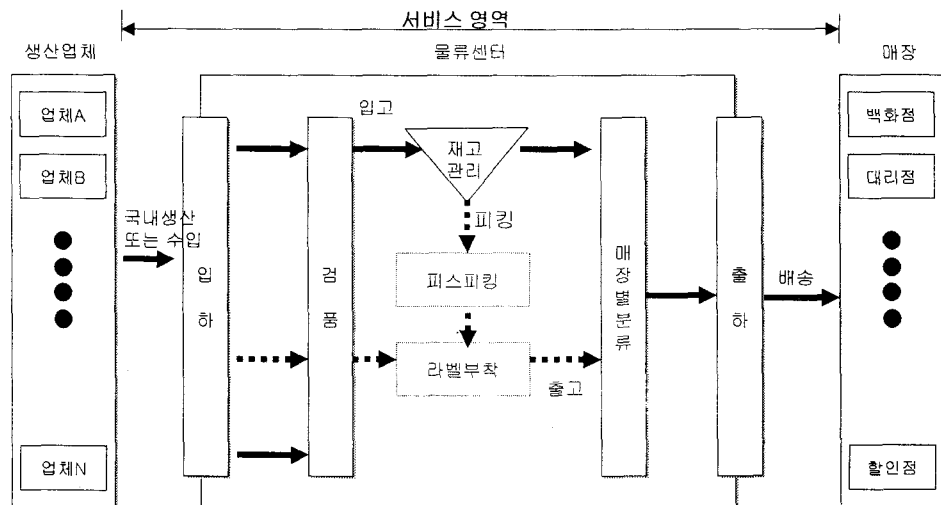 서비스 영역
생산업체
물류센터
매장
업체A
업체B
업체N
국내생산
또는 수입
입하
검품
입고
재고
관리
피킹
피스피킹
라벨부착
출고
매장별분류
출하
배송
백화점
대리점
할인점